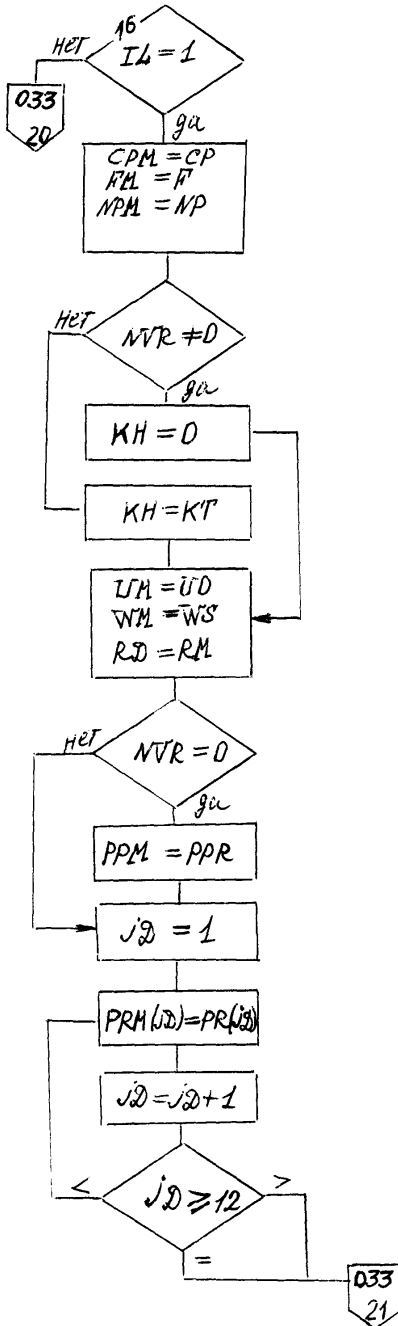 16
нет
IL = 1
033
20
да
CPM = CP
FM = F
NPM = NP
нет
NVR ≠ 0
да
KH = 0
KH = KT
UM = UD
WM = WS
RD = RM
нет
NVR = 0
да
PPM = PPR
jD = 1
PRM(jD)=PR(jD)
jD = jD+1
<
jD ⩾ 12
>
=
033
21